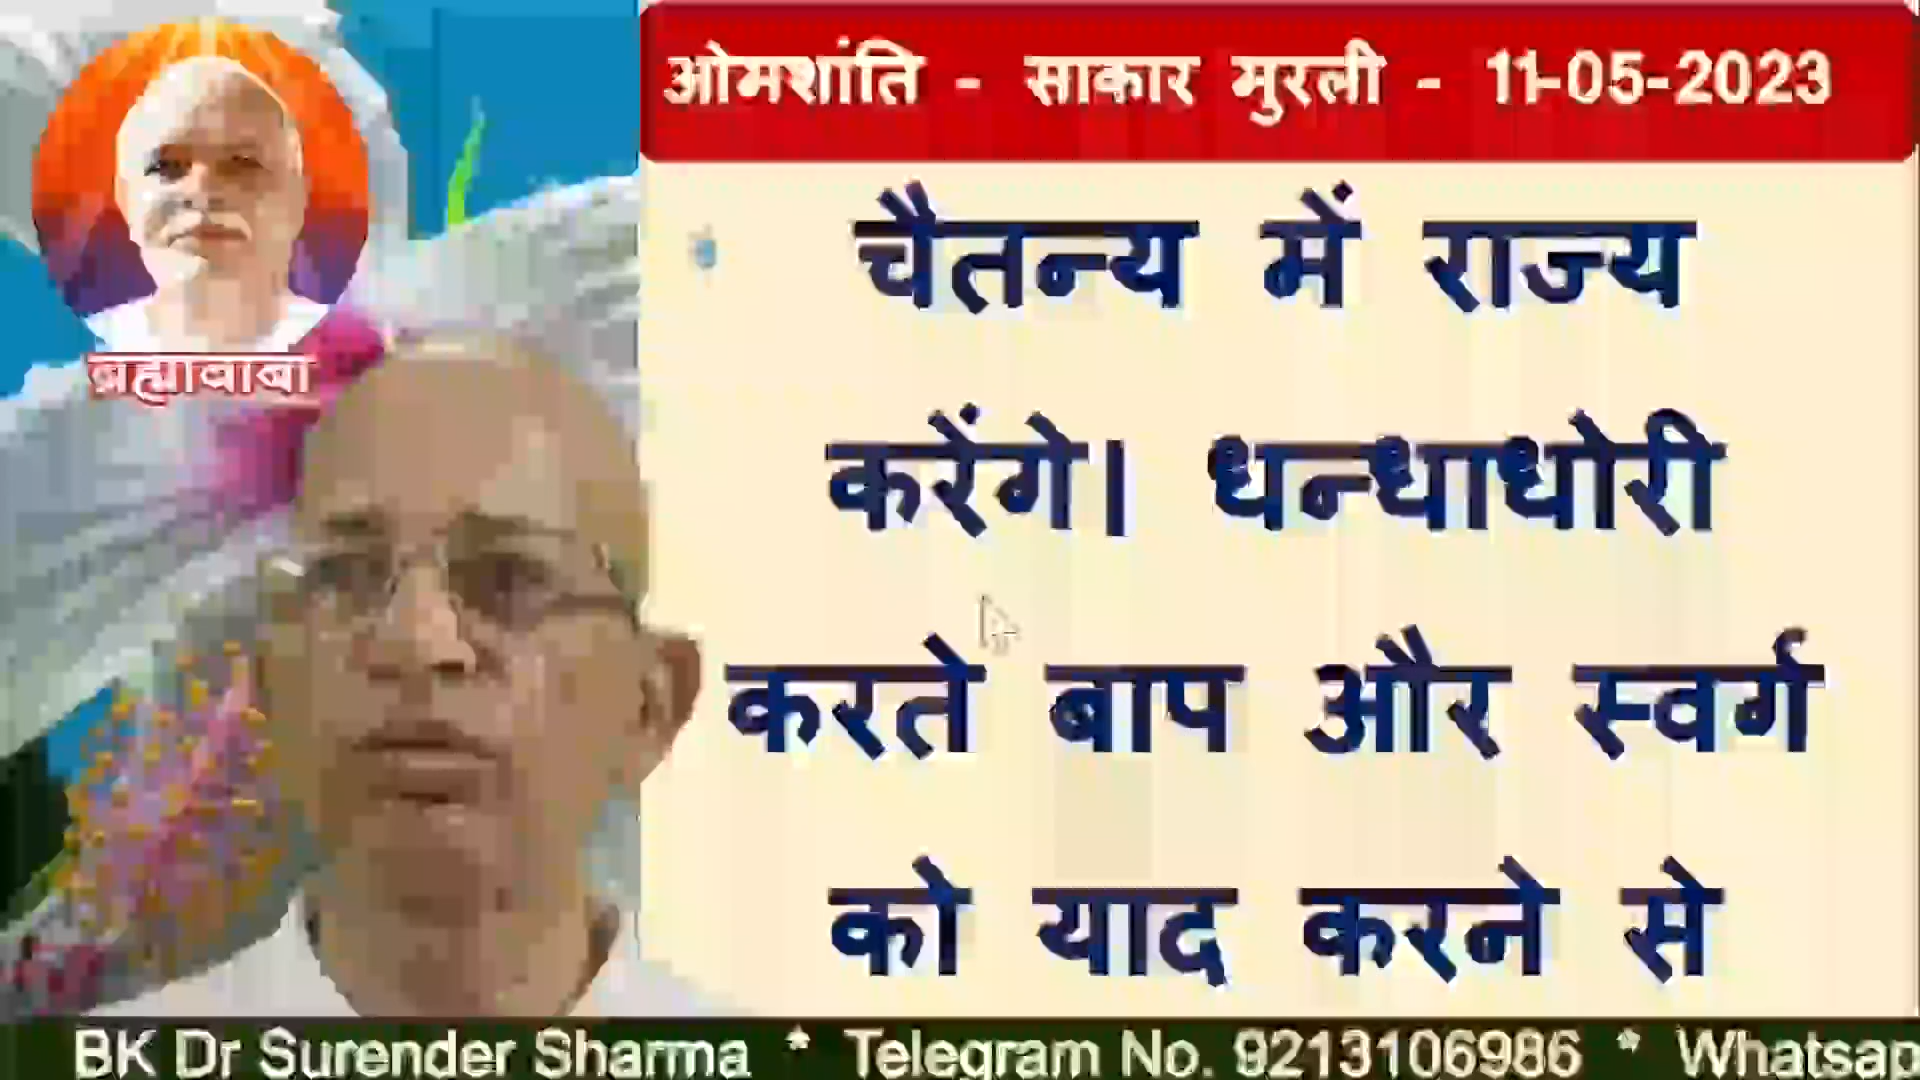 ओमशांति - साकार मुरली - 11-05-2023
ब्रह्माबाबा
चैतन्य में राज्य
करेंगे। धन्धाधोरी
करते बाप और स्वर्ग
को याद करने से
BK Dr Surender Sharma * Telegram No. 9213106986 * Whatsap